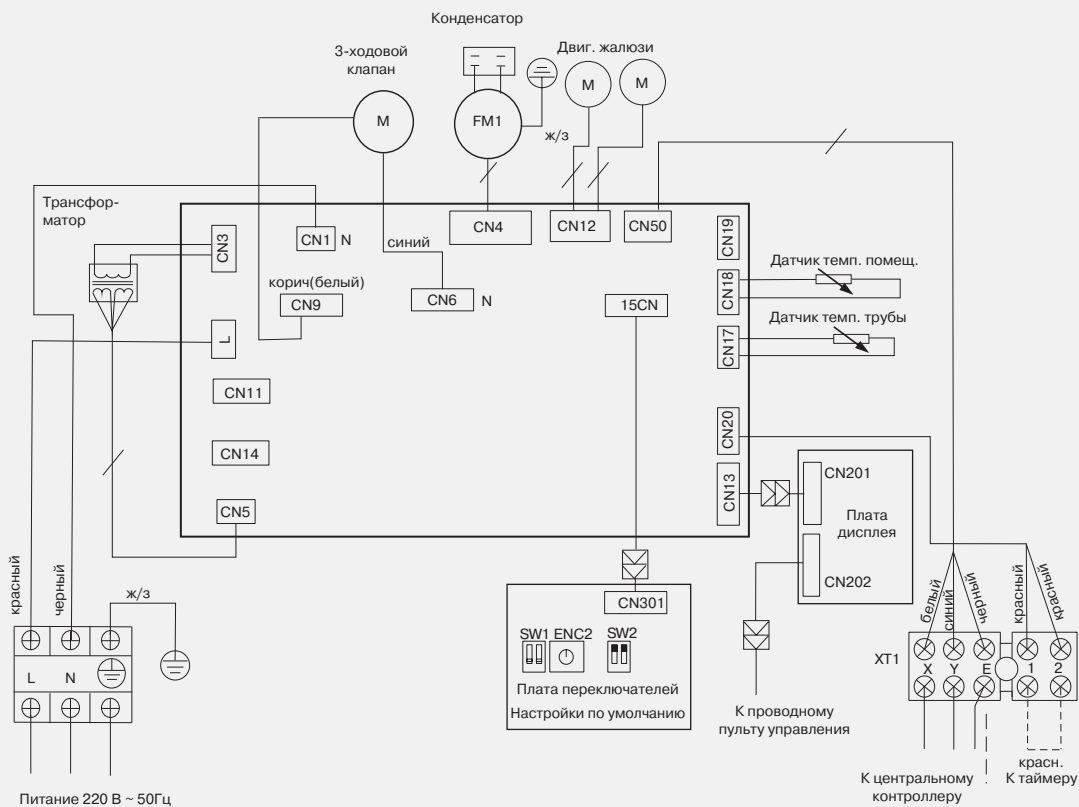 Конденсатор
3-ходовой
клапан
Двиг. жалюзи
M
FM1
M
M
ж/з
Трансфор-
матор
CN3
CN1 N
синий
CN4
CN12
CN50
CN19
Датчик темп. помещ.
CN18
корич(белый)
CN9
CN6 N
15CN
Датчик темп. трубы
CN17
L
CN11
CN14
CN20
CN5
CN13
CN201
Плата
дисплея
CN202
красный
черный
ж/з
CN301
SW1 ENC2 SW2
Плата переключателей
Настройки по умолчанию
L N
белый
синий
черный
красный
красный
XT1
X Y E 1 2
К проводному
пульту управления
красн.
К таймеру
К центральному
контроллеру
Питание 220 В ~ 50Гц